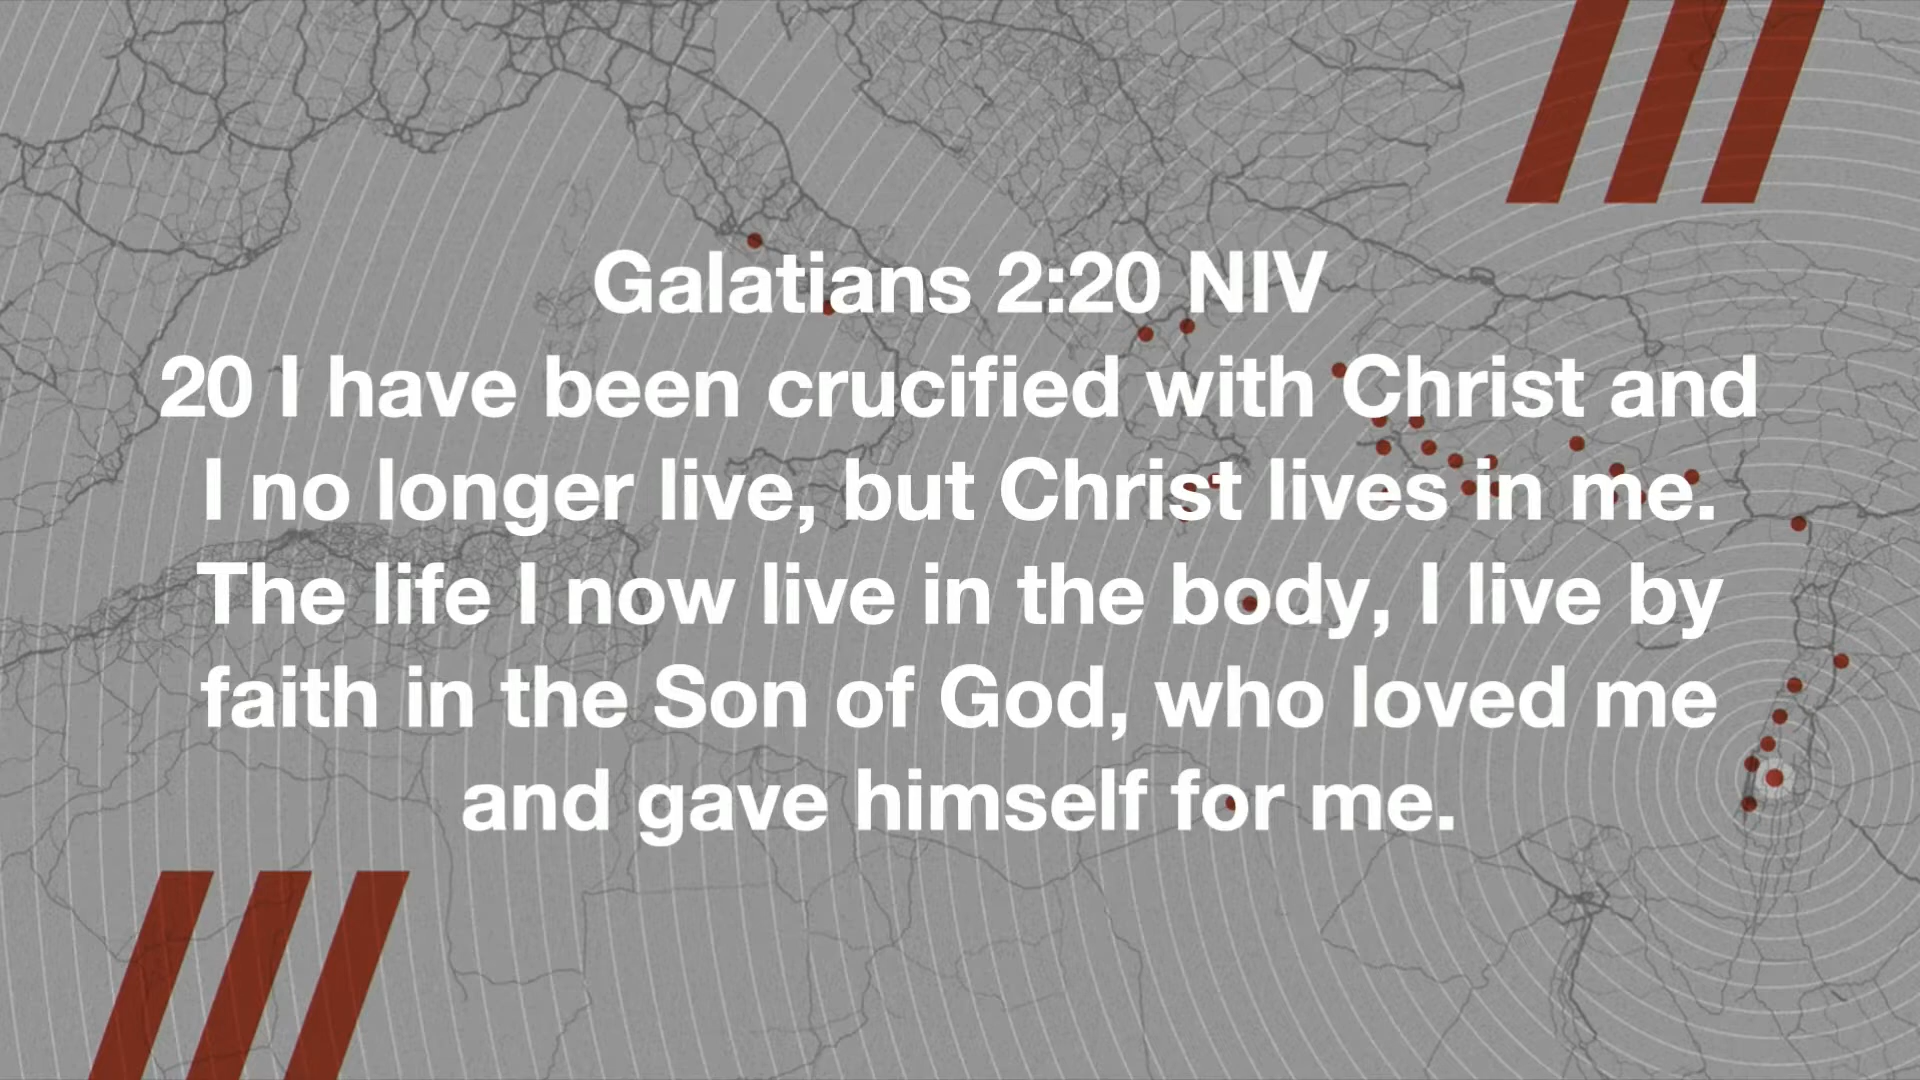 Galatians 2:20 NIV
20 I have been crucified with Christ and
I no longer live, but Christ lives in me.
The life I now live in the body, I live by
faith in the Son of God, who loved me
and gave himself for me.